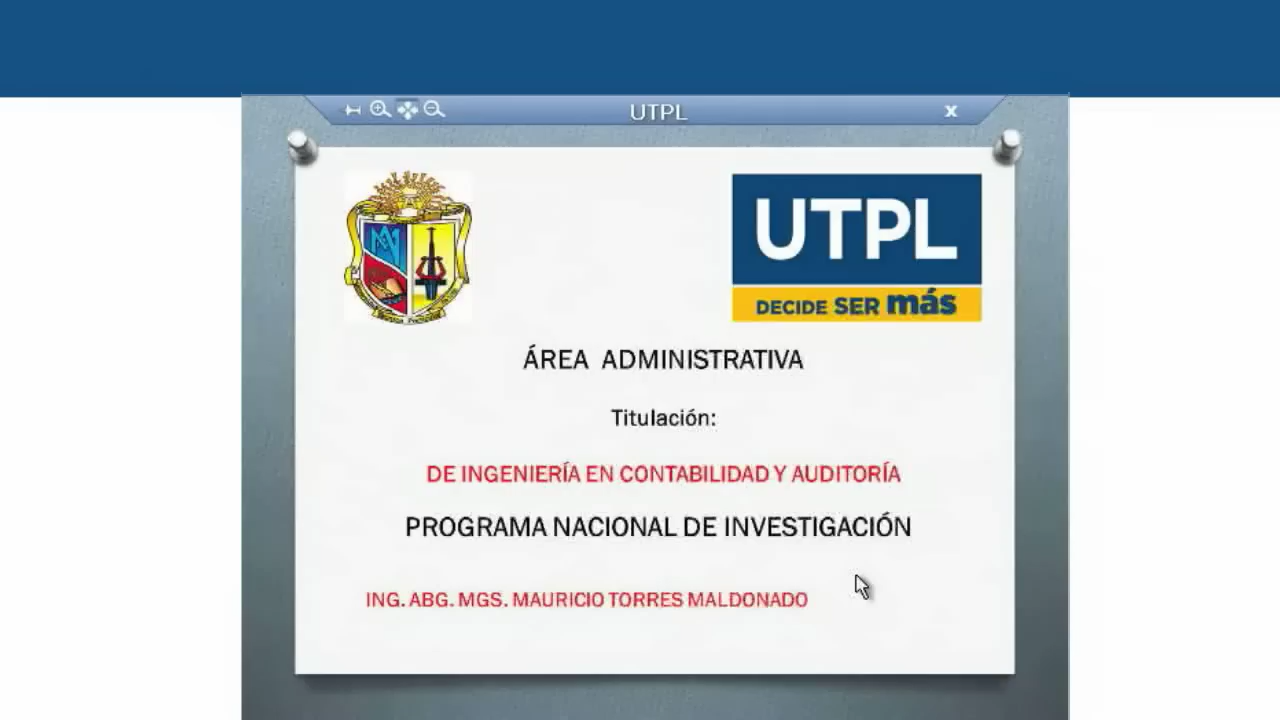 UTPL
x
UTPL
DECIDE SER más
ÁREA ADMINISTRATIVA
Titulación:
DE INGENIERÍA EN CONTABILIDAD Y AUDITORÍA
PROGRAMA NACIONAL DE INVESTIGACIÓN
ING. ABG. MGS. MAURICIO TORRES MALDONADO